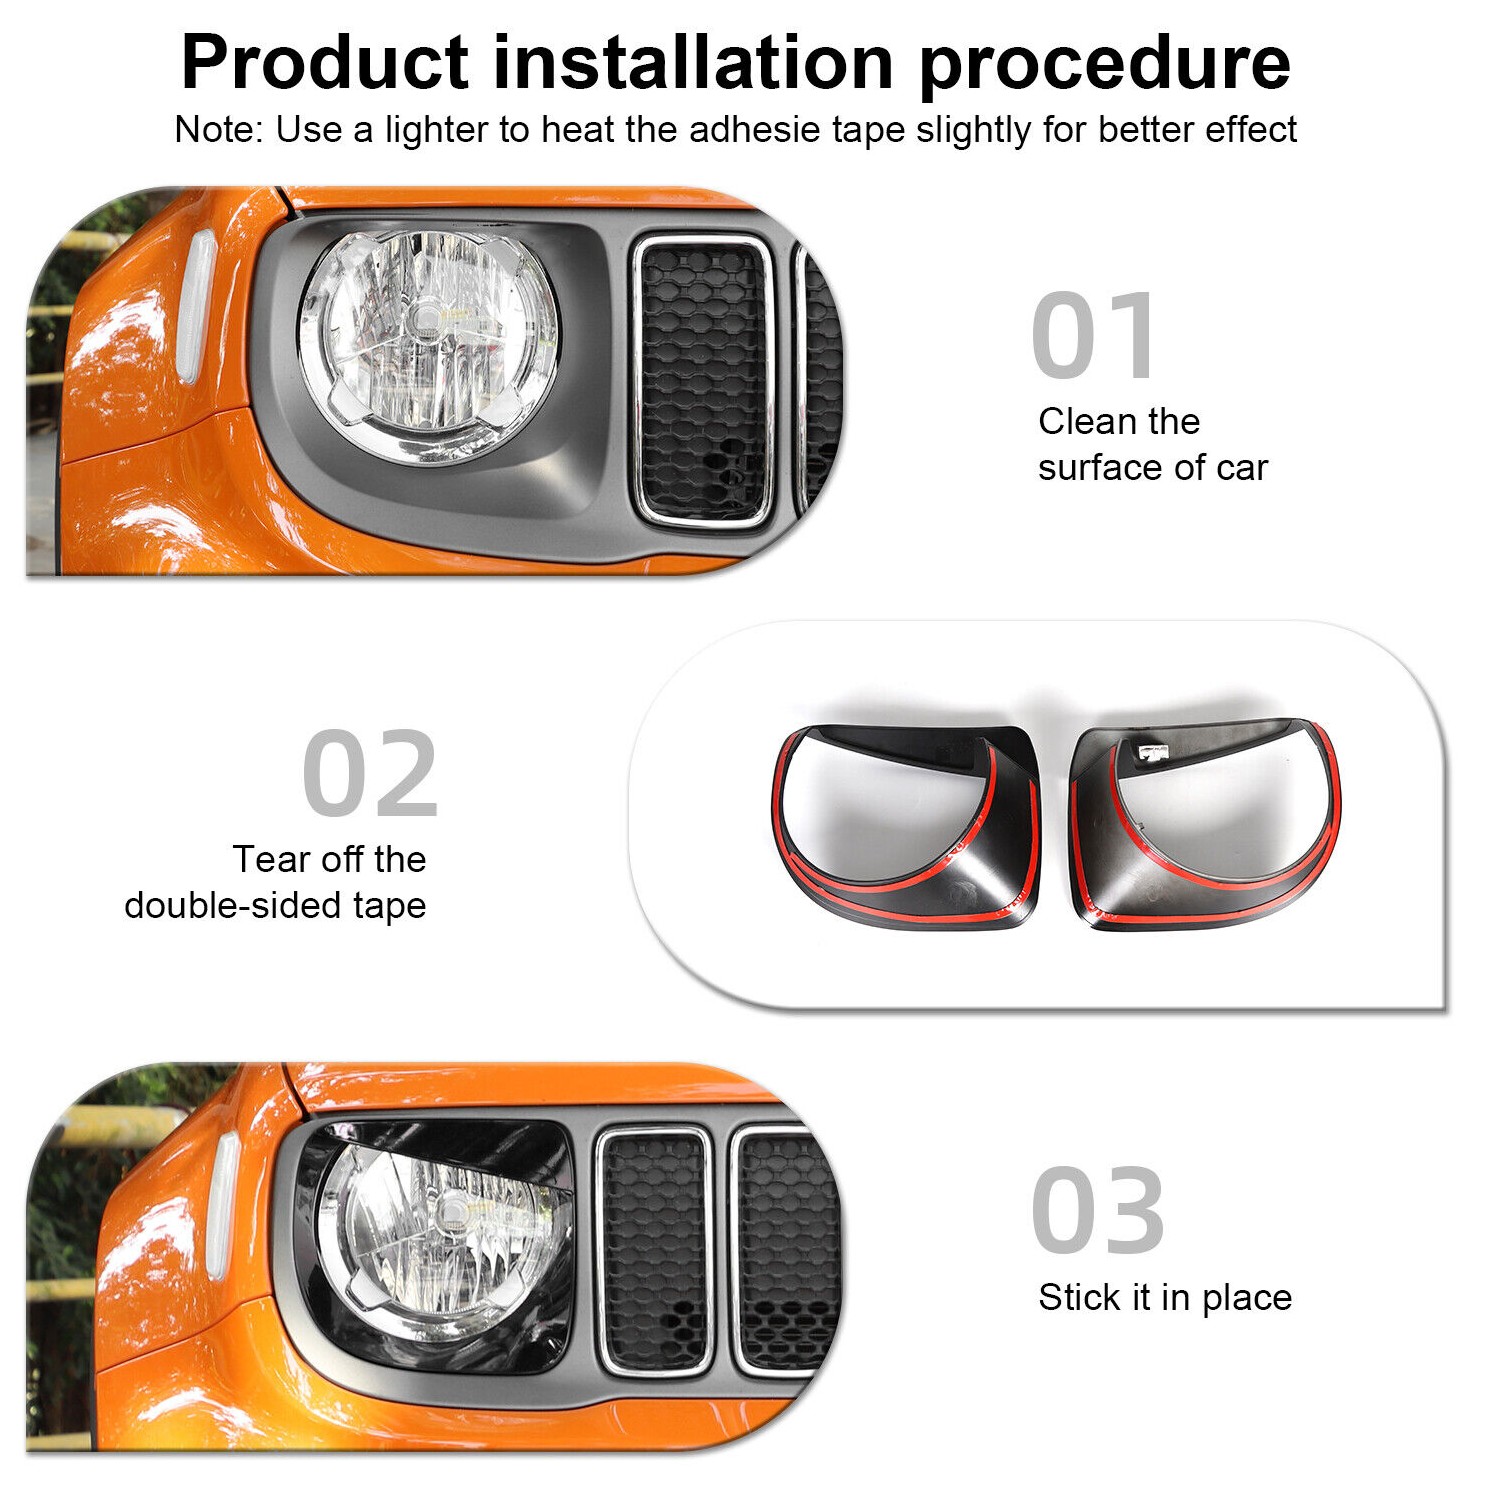 Product installation procedure
Note: Use a lighter to heat the adhesie tape slightly for better effect
01
Clean the
surface of car
02
Tear off the
double-sided tape
03
Stick it in place